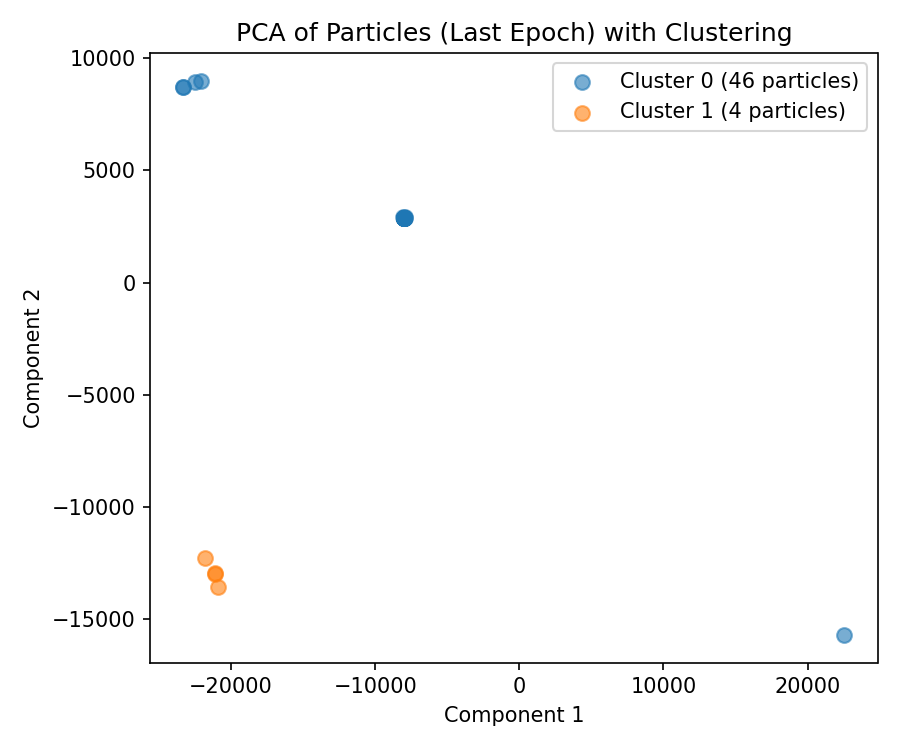 PCA of Particles (Last Epoch) with Clustering
Cluster 0 (46 particles)
Cluster 1 (4 particles)
10000
5000
0
−5000
−10000
−15000
Component 2
−20000
−10000
0
10000
20000
Component 1